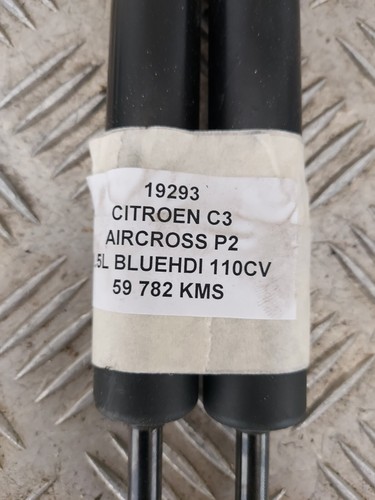 19293
CITROEN C3
AIRCROSS P2
.5L BLUEHDI 110CV
59 782 KMS